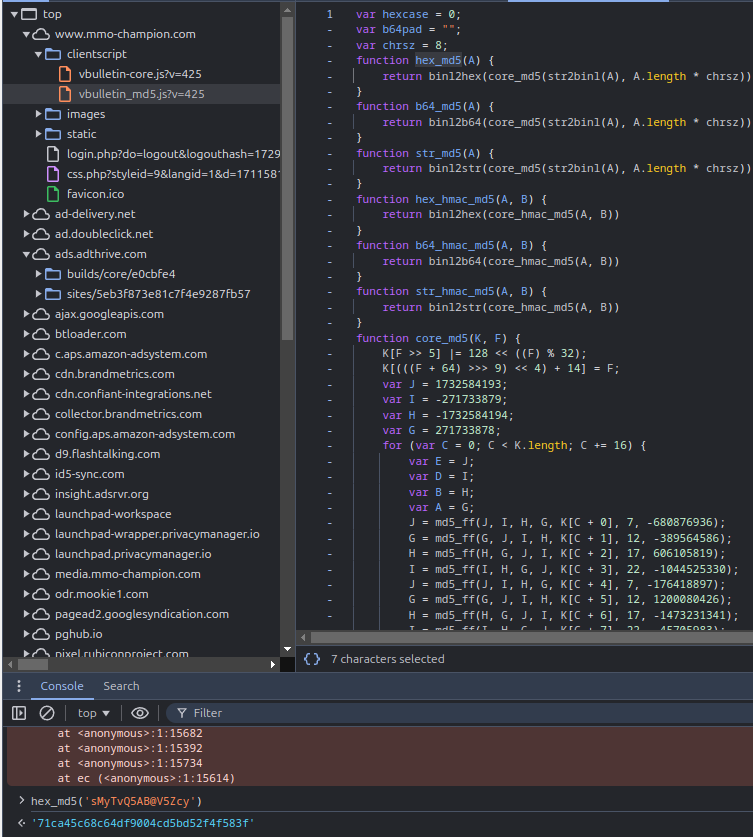 top
www.mmo-champion.com
clientscript
vbulletin-core.js?v=425
vbulletin_md5.js?v=425
images
static
login.php?do=logout&logouthash=1729
css.php?styleid=9&langid=1&d=1711581
favicon.ico
ad-delivery.net
ad.doubleclick.net
ads.adthrive.com
builds/core/e0cbfe4
sites/5eb3f873e81c7f4e9287fb57
ajax.googleapis.com
btloader.com
c.aps.amazon-adsystem.com
cdn.brandmetrics.com
cdn.confiant-integrations.net
collector.brandmetrics.com
config.aps.amazon-adsystem.com
d9.flashtalking.com
id5-sync.com
insight.adsrvr.org
launchpad-workspace
launchpad-wrapper.privacymanager.io
launchpad.privacymanager.io
media.mmo-champion.com
odr.mookie1.com
pagead2.googlesyndication.com
pghub.io
pixel.rubiconproject.com
1 var hexcase = 0;
- var b64pad = "";
- var chrsz = 8;
- function hex_md5(A) {
- return binl2hex(core_md5(str2binl(A), A.length * chrsz))
- }
- function b64_md5(A) {
- return binl2b64(core_md5(str2binl(A), A.length * chrsz))
- }
- function str_md5(A) {
- return binl2str(core_md5(str2binl(A), A.length * chrsz))
- }
- function hex_hmac_md5(A, B) {
- return binl2hex(core_hmac_md5(A, B))
- }
- function b64_hmac_md5(A, B) {
- return binl2b64(core_hmac_md5(A, B))
- }
- function str_hmac_md5(A, B) {
- return binl2str(core_hmac_md5(A, B))
- }
- function core_md5(K, F) {
- K[F >> 5] |= 128 << ((F) % 32);
- K[(((F + 64) >>> 9) << 4) + 14] = F;
- var J = 1732584193;
- var I = -271733879;
- var H = -1732584194;
- var G = 271733878;
- for (var C = 0; C < K.length; C += 16) {
- var E = J;
- var D = I;
- var B = H;
- var A = G;
- J = md5_ff(J, I, H, G, K[C + 0], 7, -680876936);
- G = md5_ff(G, J, I, H, K[C + 1], 12, -389564586);
- H = md5_ff(H, G, J, I, K[C + 2], 17, 606105819);
- I = md5_ff(I, H, G, J, K[C + 3], 22, -1044525330);
- J = md5_ff(J, I, H, G, K[C + 4], 7, -176418897);
- G = md5_ff(G, J, I, H, K[C + 5], 12, 1200080426);
- H = md5_ff(H, G, J, I, K[C + 6], 17, -1473231341);
- I = md5_ff(I, H, G, J, K[C + 7], 22, -45705983);
{} 7 characters selected
Console Search
top Filter
at <anonymous>:1:15682
at <anonymous>:1:15392
at <anonymous>:1:15734
at ec (<anonymous>:1:15614)
> hex_md5('sMyTvQ5AB@V5Zcy')
'71ca45c68c64df9004cd5bd52f4f583f'